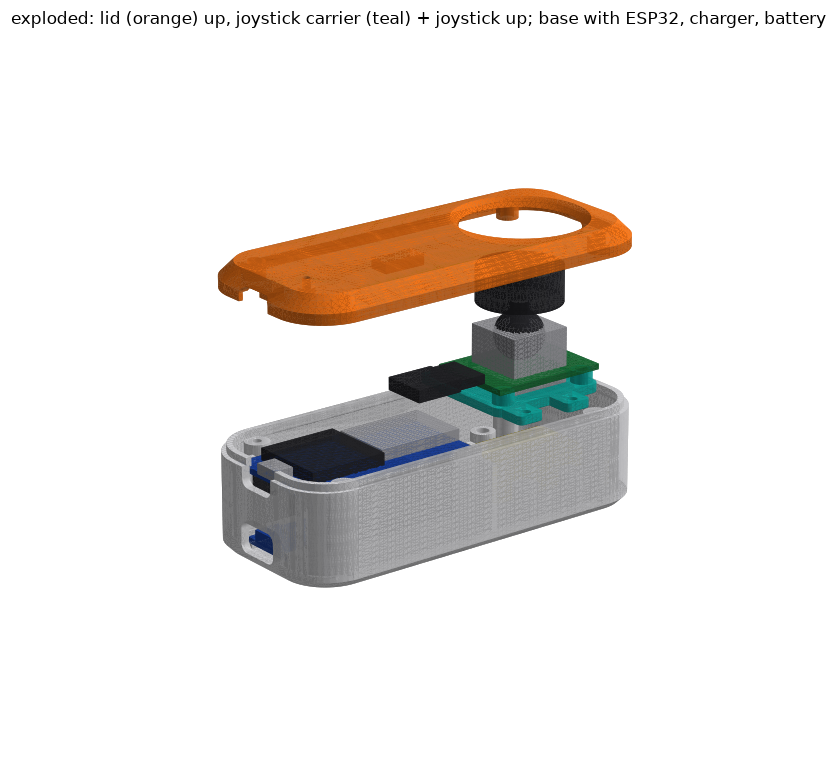 exploded: lid (orange) up, joystick carrier (teal) + joystick up; base with ESP32, charger, battery